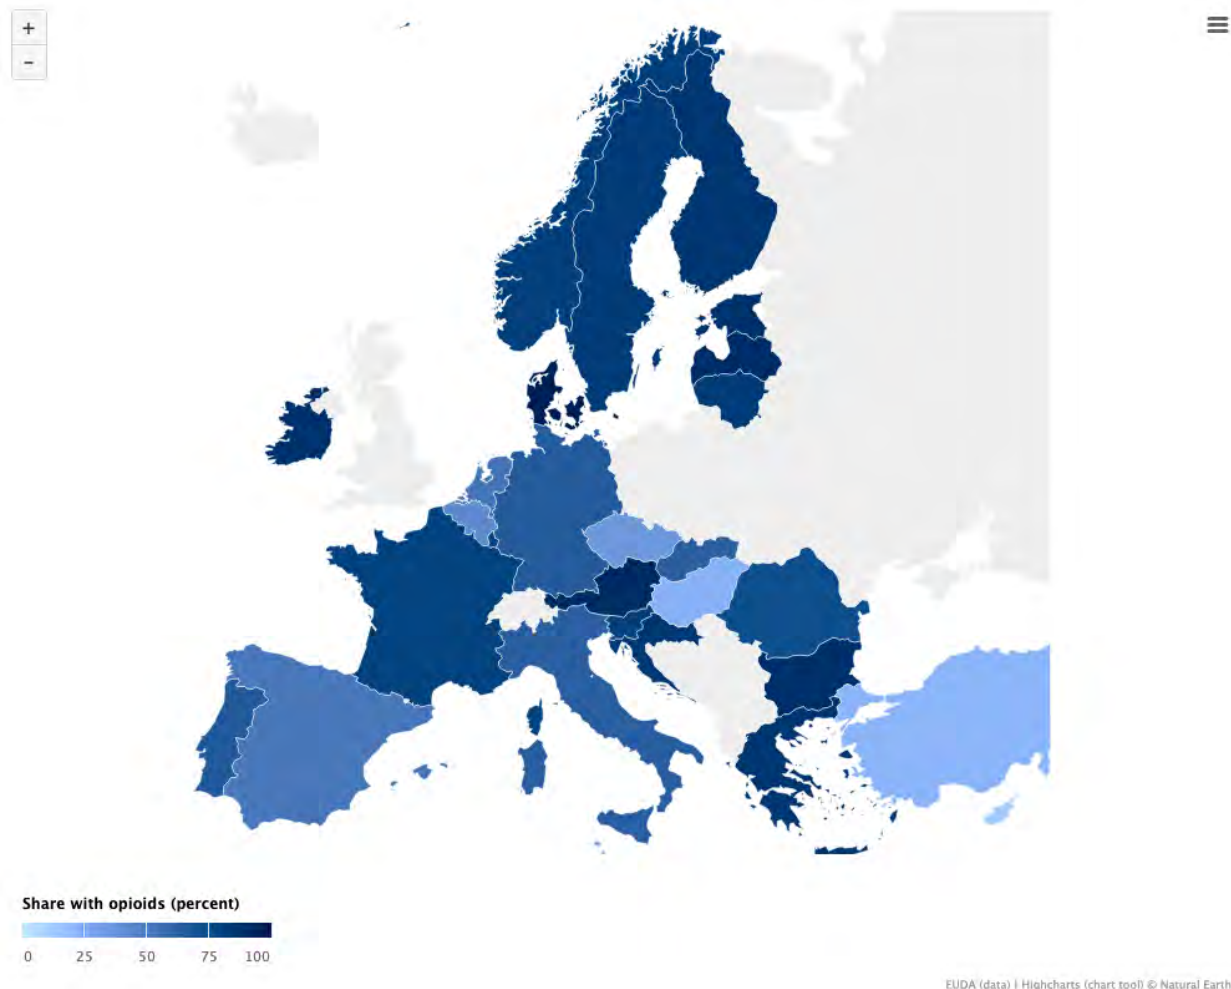 +
−
Share with opioids (percent)
0 25 50 75 100
EUDA (data) | Highcharts (chart tool) © Natural Earth